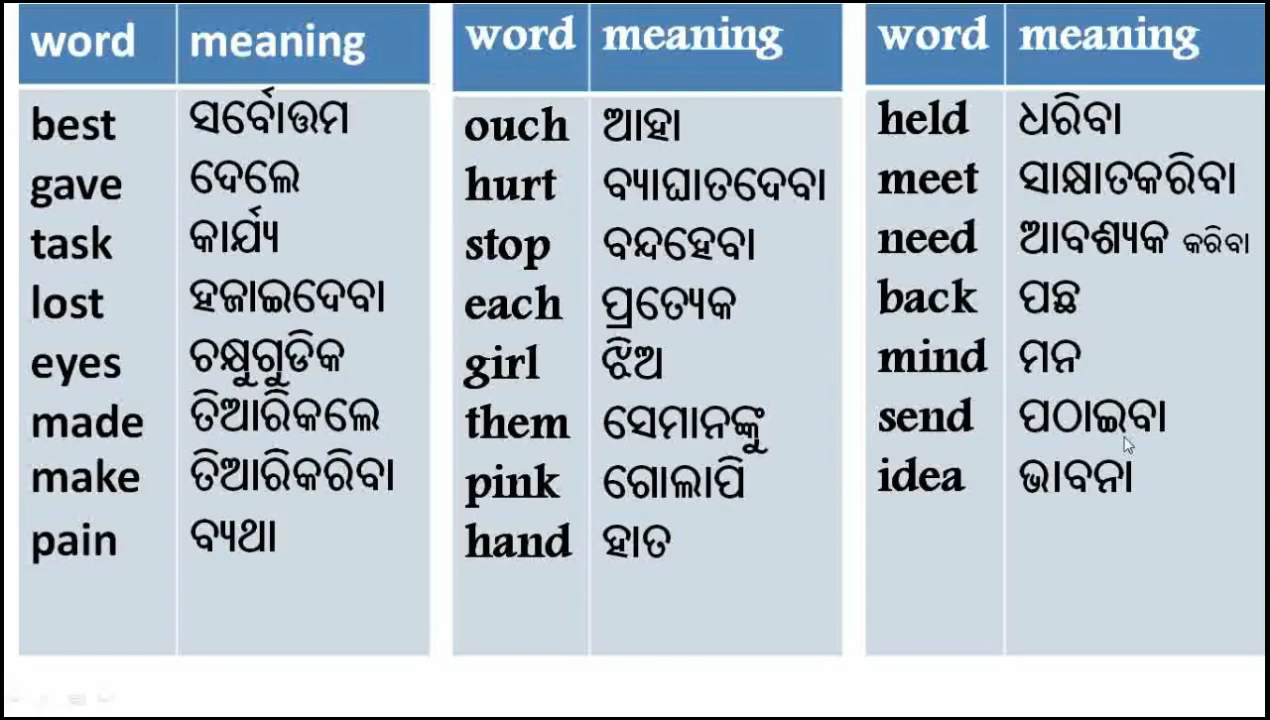 word meaning
best ସର୍ବୋତ୍ତମ
gave ଦେଲେ
task କାର୍ଯ୍ୟ
lost ହଜାଇଦେବା
eyes ଚକ୍ଷୁଗୁଡିକ
made ତିଆରିକଲେ
make ତିଆରିକରିବା
pain ବ୍ୟଥା
word meaning
ouch ଆହା
hurt ବ୍ୟାଘାତଦେବା
stop ବନ୍ଦହେବା
each ପ୍ରତ୍ୟେକ
girl ଝିଅ
them ସେମାନଙ୍କୁ
pink ଗୋଲାପି
hand ହାତ
word meaning
held ଧରିବା
meet ସାକ୍ଷାତକରିବା
need ଆବଶ୍ୟକ କରିବା
back ପଛ
mind ମନ
send ପଠାଇବା
idea ଭାବନା